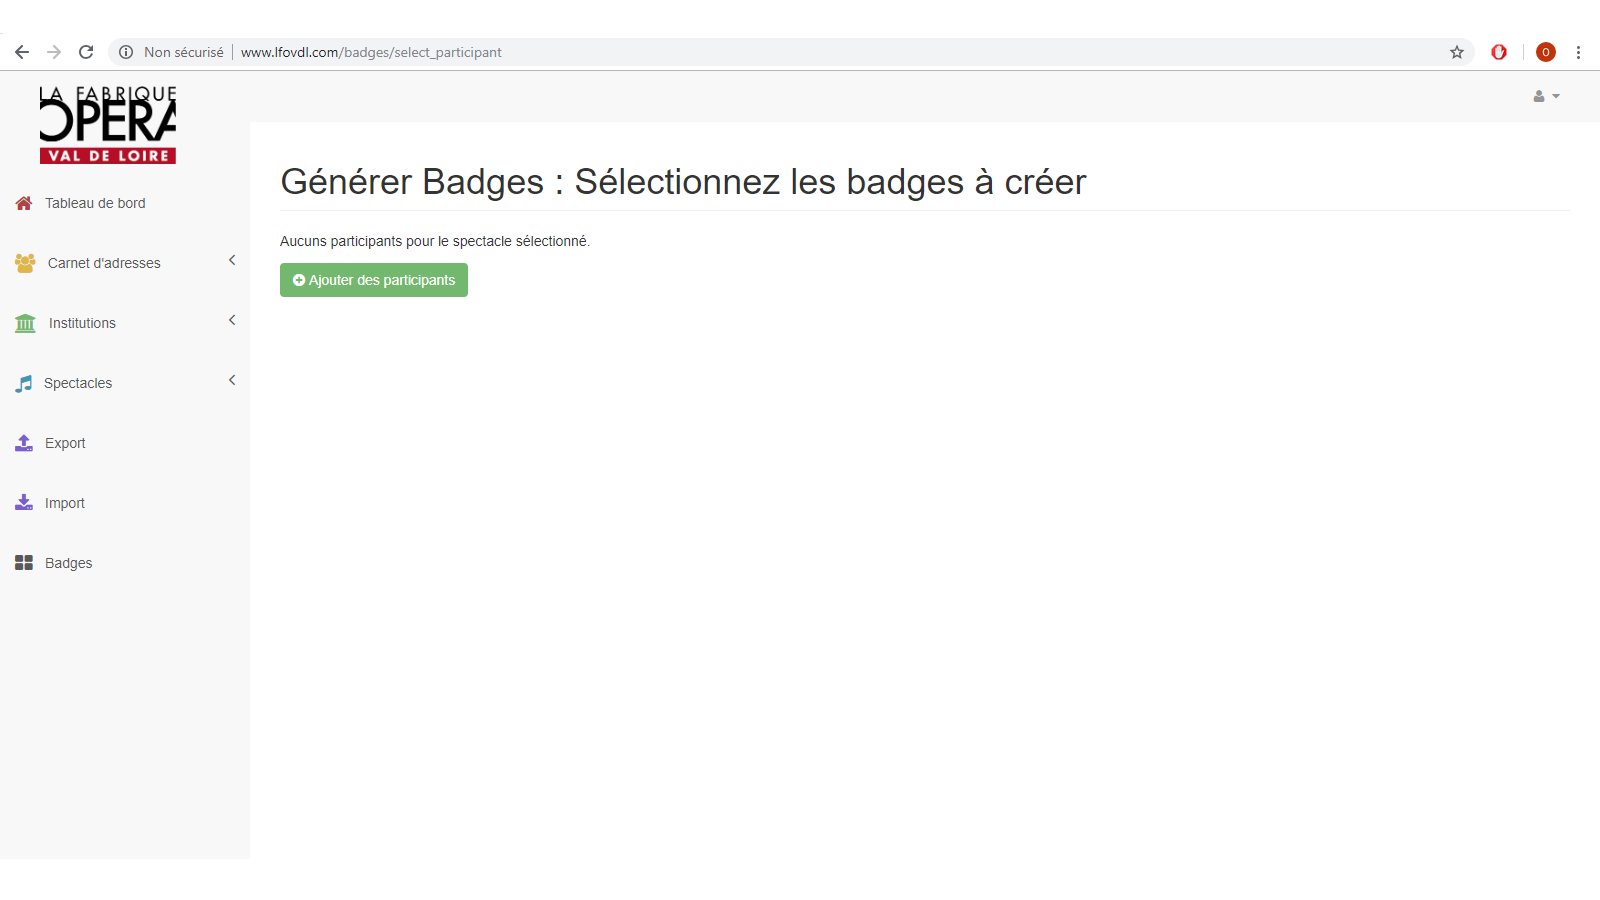 Non sécurisé
www.lfovdl.com/badges/select_participant
O
LA FABRIQUE
OPERA
VAL DE LOIRE
Générer Badges : Sélectionnez les badges à créer
Tableau de bord
Aucuns participants pour le spectacle sélectionné.
Carnet d'adresses
Ajouter des participants
Institutions
Spectacles
Export
Import
Badges